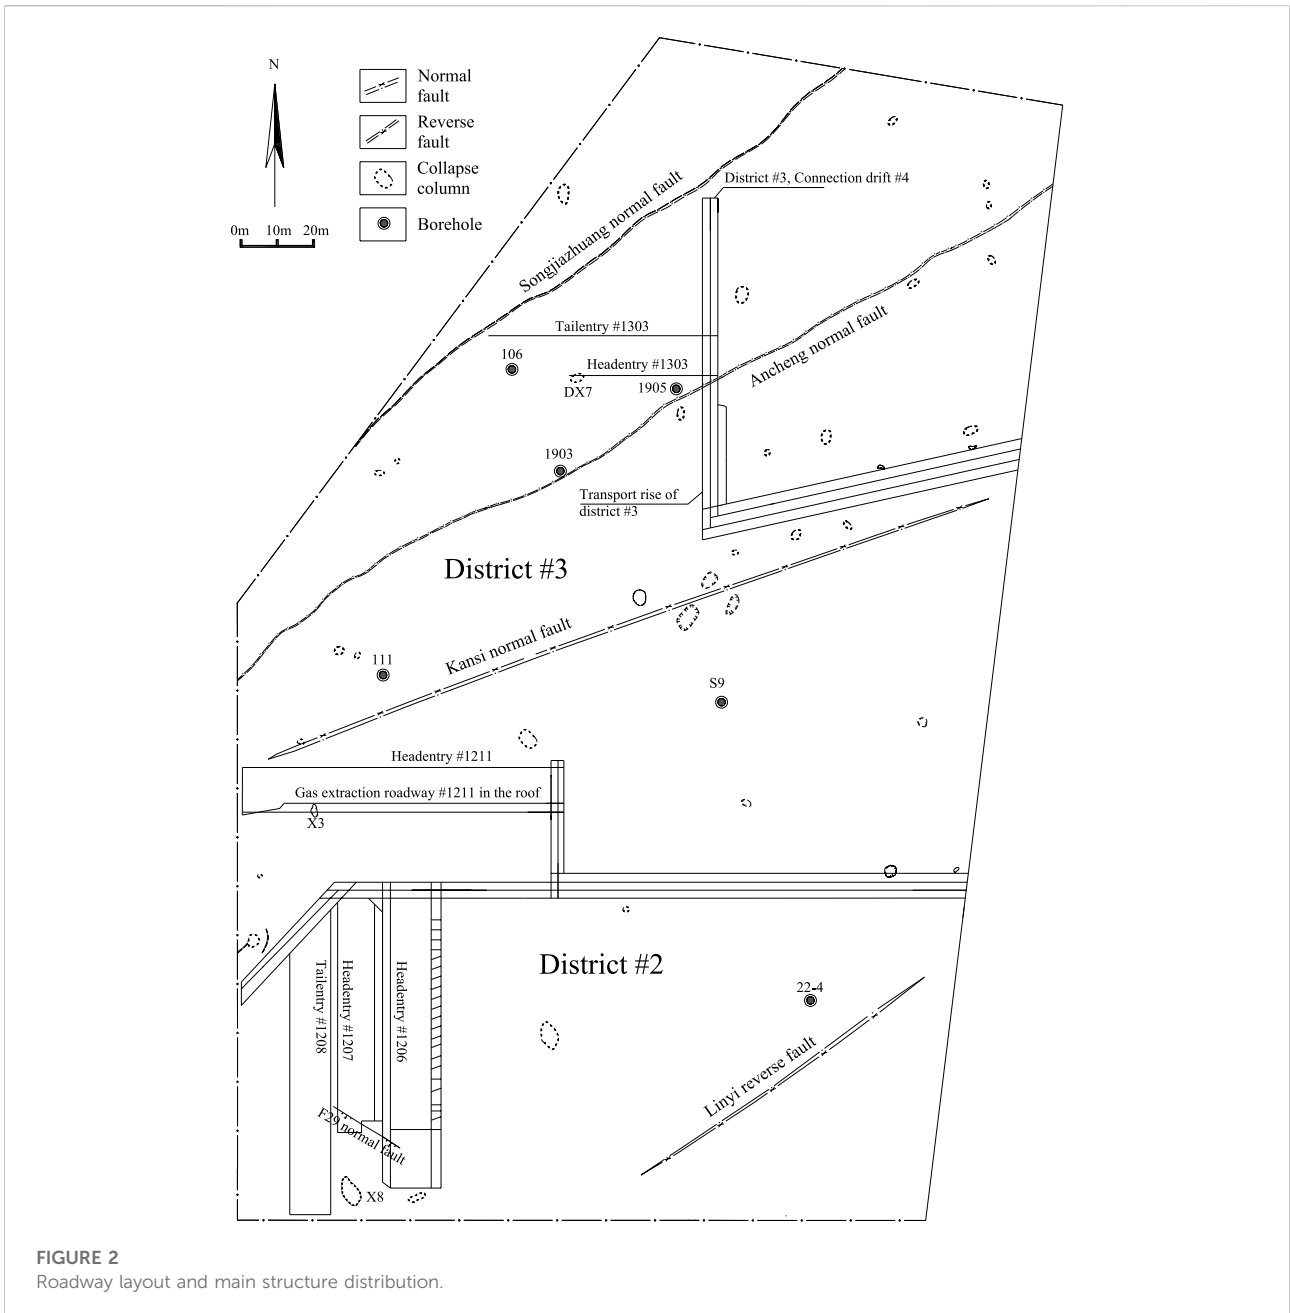 N
Normal
fault
Reverse
fault
Collapse
column
Borehole
0m 10m 20m
District #3, Connection drift #4
Songjiazhuang normal fault
Tailentry #1303
106
Headentry #1303
DX7
1905
Ancheng normal fault
1903
Transport rise of
district #3
District #3
Kansi normal fault
111
S9
Headentry #1211
Gas extraction roadway #1211 in the roof
X3
District #2
Tailentry #1208
Headentry #1207
Headentry #1206
22-4
Linyi reverse fault
F29 normal fault
X8
FIGURE 2
Roadway layout and main structure distribution.